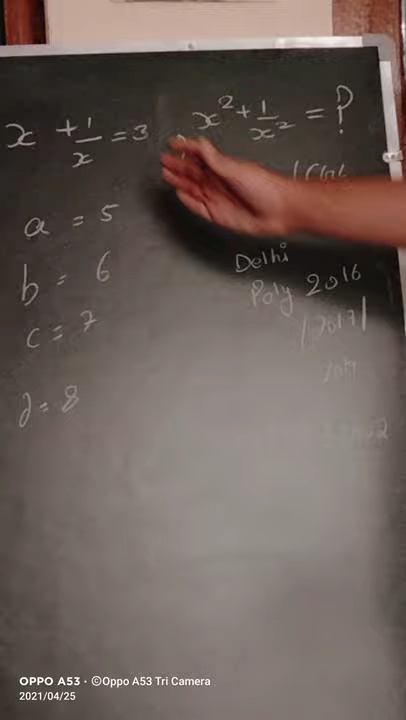 x + 1/x = 3, x² + 1/x² = ?
a = 5
b = 6
c = 7
d = 8
Delhi
Poly 2016
|2017|
OPPO A53 · ©Oppo A53 Tri Camera
2021/04/25